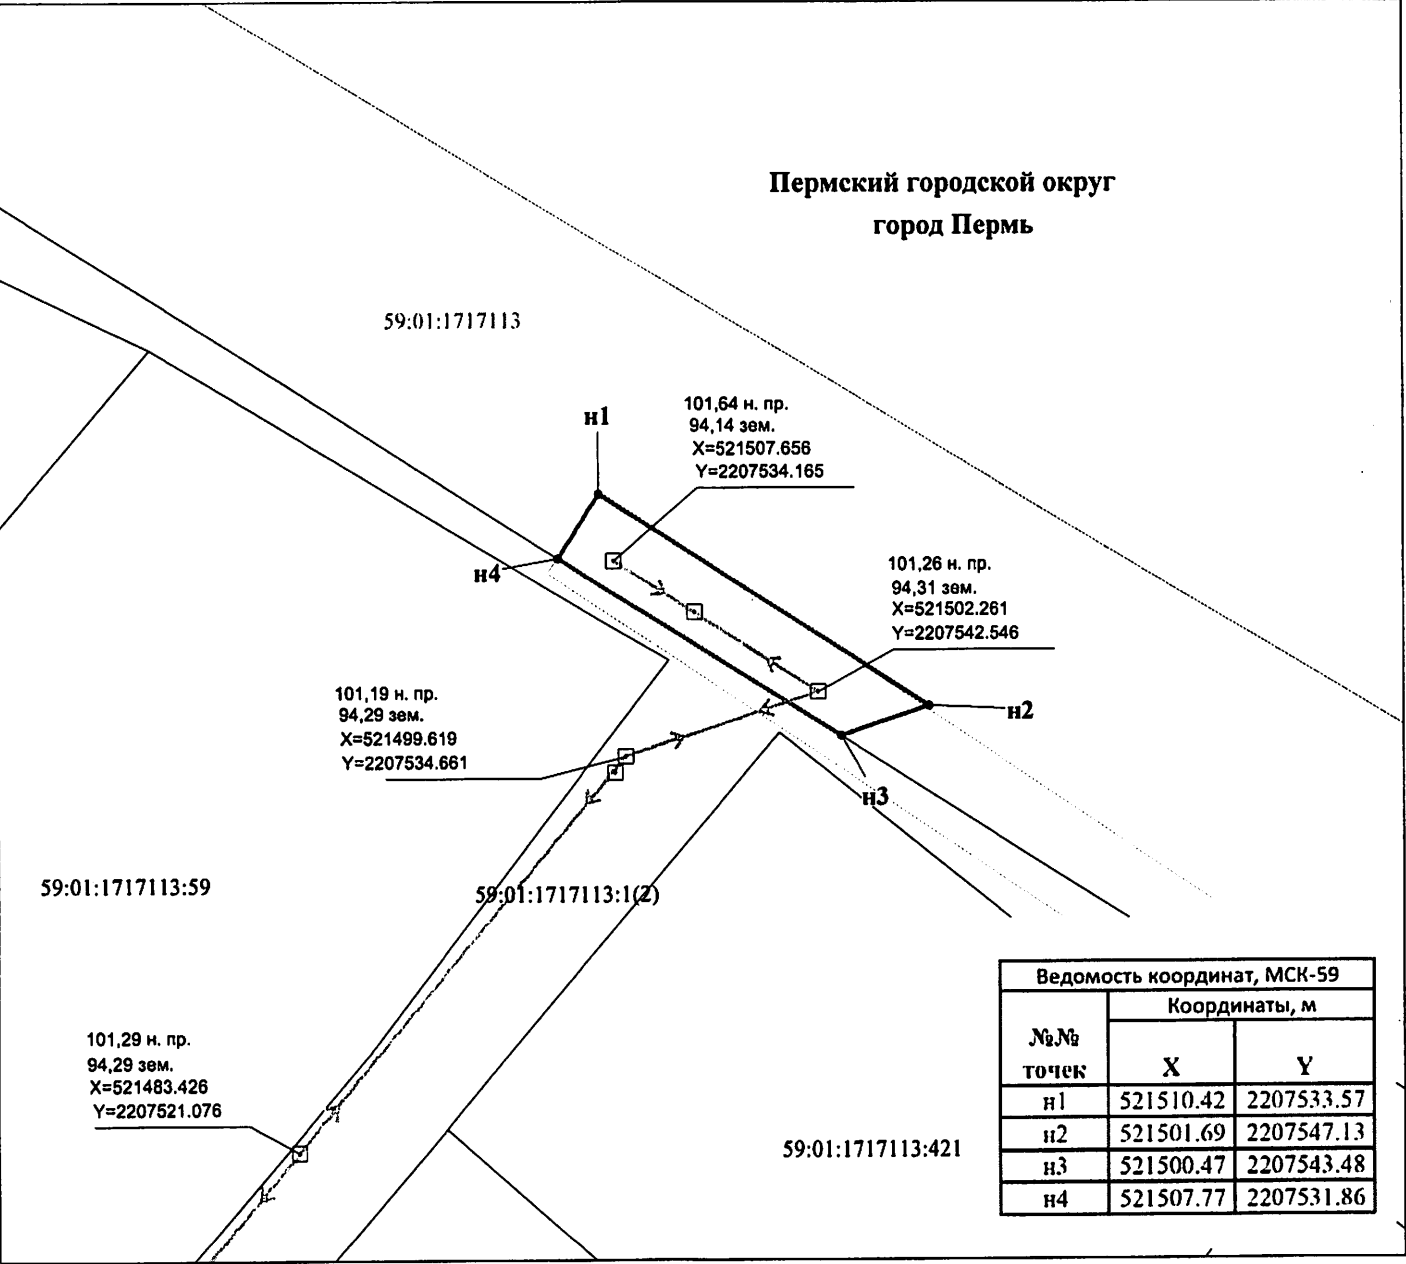 Пермский городской округ
город Пермь
59:01:1717113
н1
101,64 н. пр.
94,14 зем.
X=521507.656
Y=2207534.165
н4
101,26 н. пр.
94,31 зем.
X=521502.261
Y=2207542.546
101,19 н. пр.
94,29 зем.
X=521499.619
Y=2207534.661
н2
н3
59:01:1717113:59
59:01:1717113:1(2)
101,29 н. пр.
94,29 зем.
X=521483.426
Y=2207521.076
59:01:1717113:421
Ведомость координат, МСК-59
№№
точек
Координаты, м
X Y
н1 521510.42 2207533.57
н2 521501.69 2207547.13
н3 521500.47 2207543.48
н4 521507.77 2207531.86